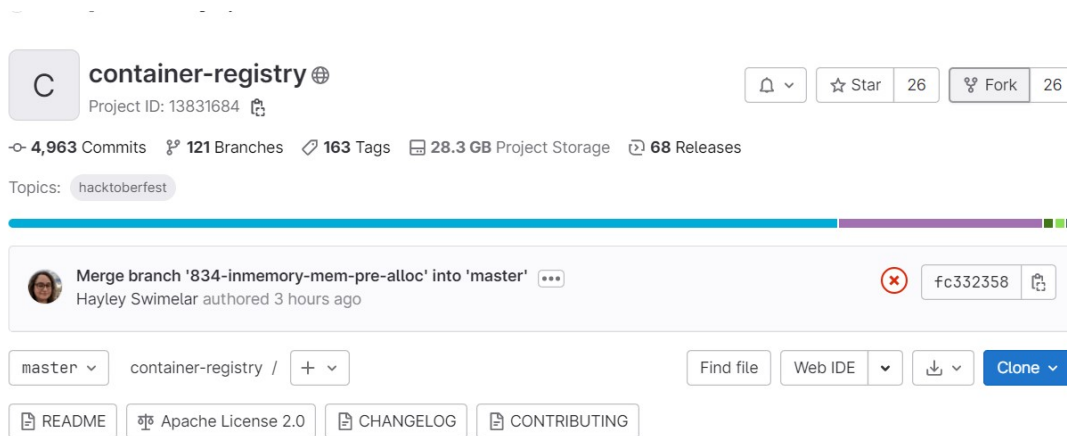 C
container-registry
Project ID: 13831684
Star 26
Fork 26
4,963 Commits 121 Branches 163 Tags 28.3 GB Project Storage 68 Releases
Topics: hacktoberfest
Merge branch '834-inmemory-mem-pre-alloc' into 'master'
Hayley Swimelar authored 3 hours ago
fc332358
master container-registry / + Find file Web IDE Clone
README Apache License 2.0 CHANGELOG CONTRIBUTING